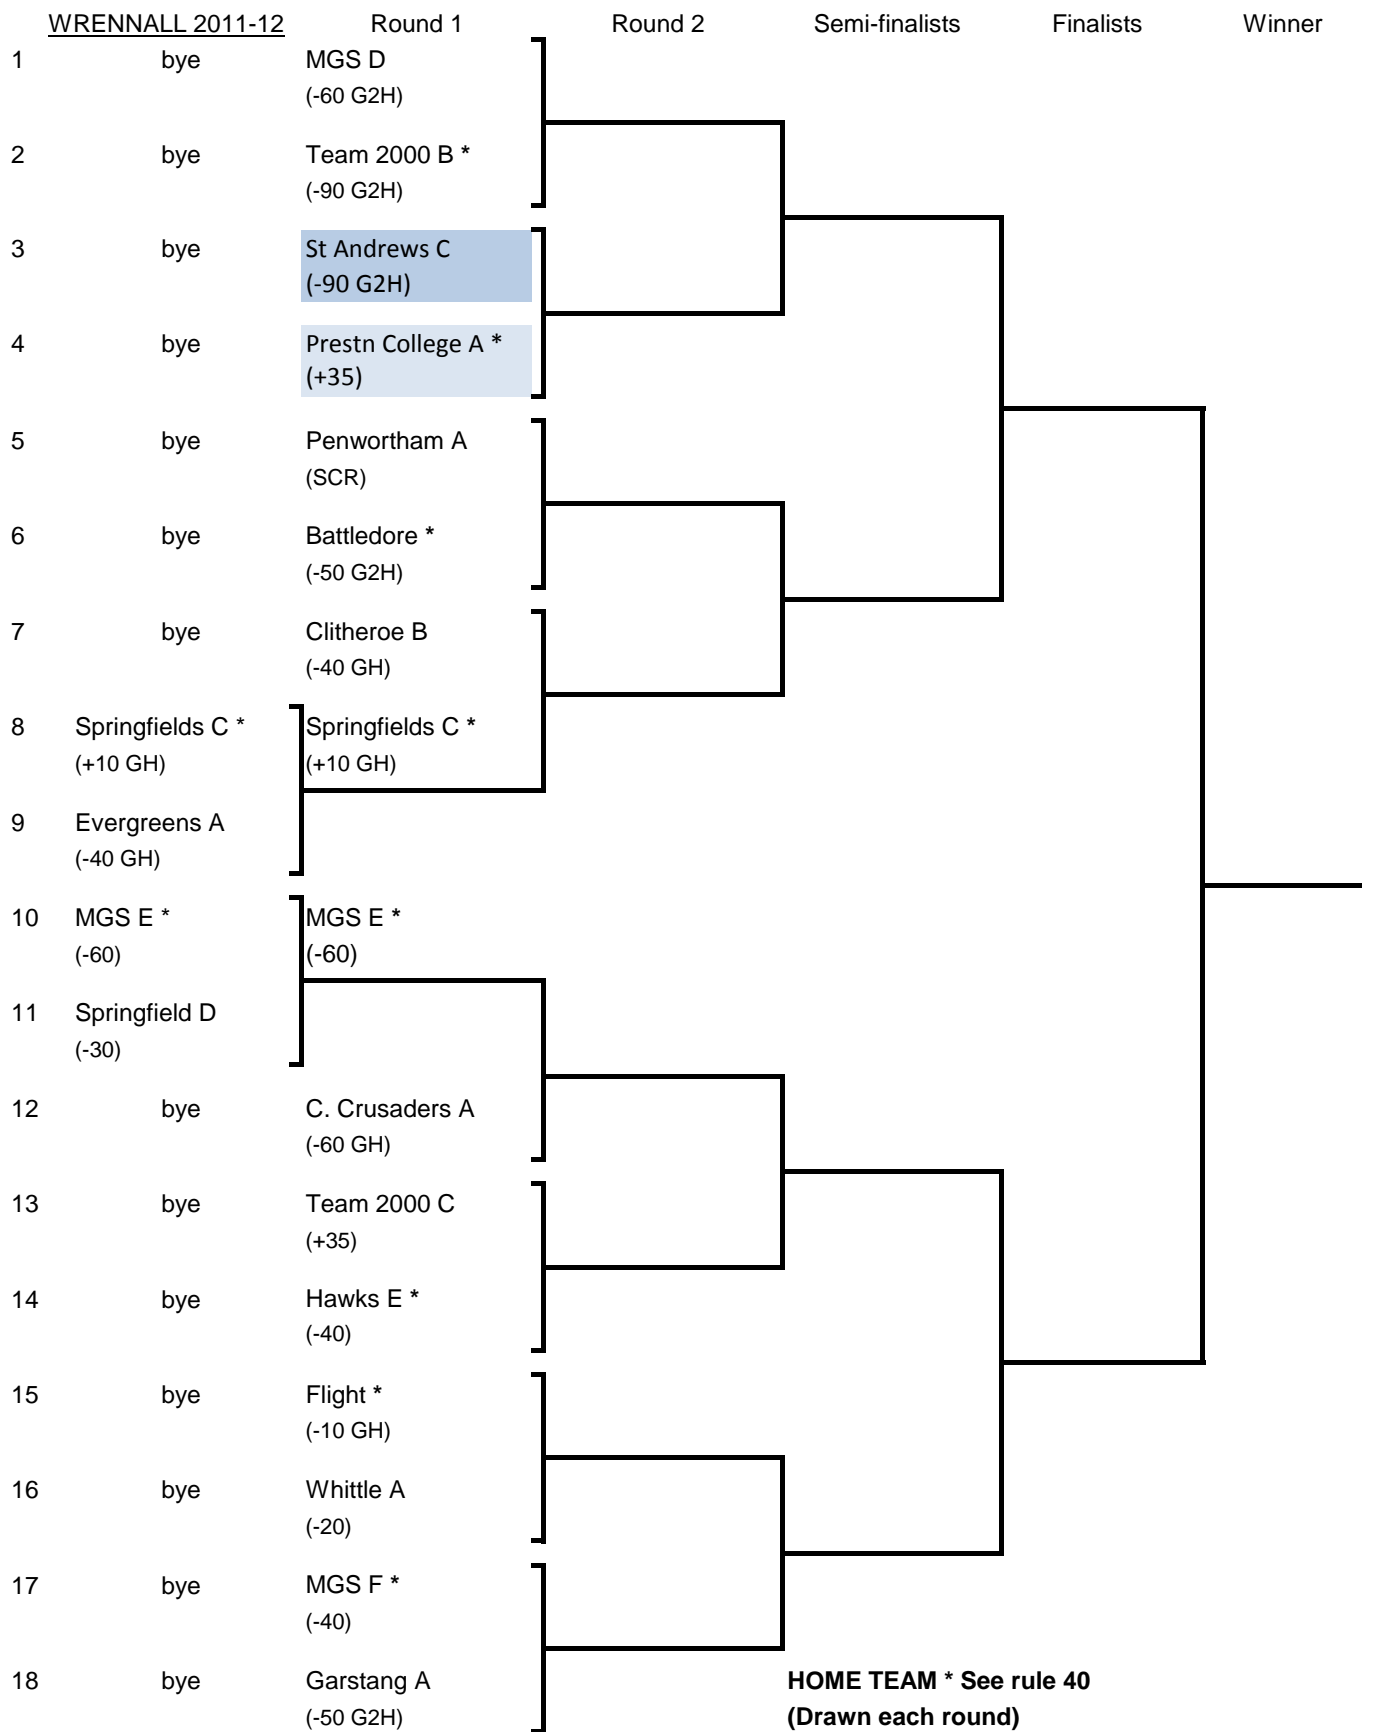 WRENNALL 2011-12 Round 1 Round 2 Semi-finalists Finalists Winner
1 bye MGS D
(-60 G2H)
2 bye Team 2000 B *
(-90 G2H)
3 bye St Andrews C
(-90 G2H)
4 bye Prestn College A *
(+35)
5 bye Penwortham A
(SCR)
6 bye Battledore *
(-50 G2H)
7 bye Clitheroe B
(-40 GH)
8 Springfields C * Springfields C *
(+10 GH) (+10 GH)
9 Evergreens A
(-40 GH)
10 MGS E * MGS E *
(-60) (-60)
11 Springfield D
(-30)
12 bye C. Crusaders A
(-60 GH)
13 bye Team 2000 C
(+35)
14 bye Hawks E *
(-40)
15 bye Flight *
(-10 GH)
16 bye Whittle A
(-20)
17 bye MGS F *
(-40)
18 bye Garstang A HOME TEAM * See rule 40
(-50 G2H) (Drawn each round)